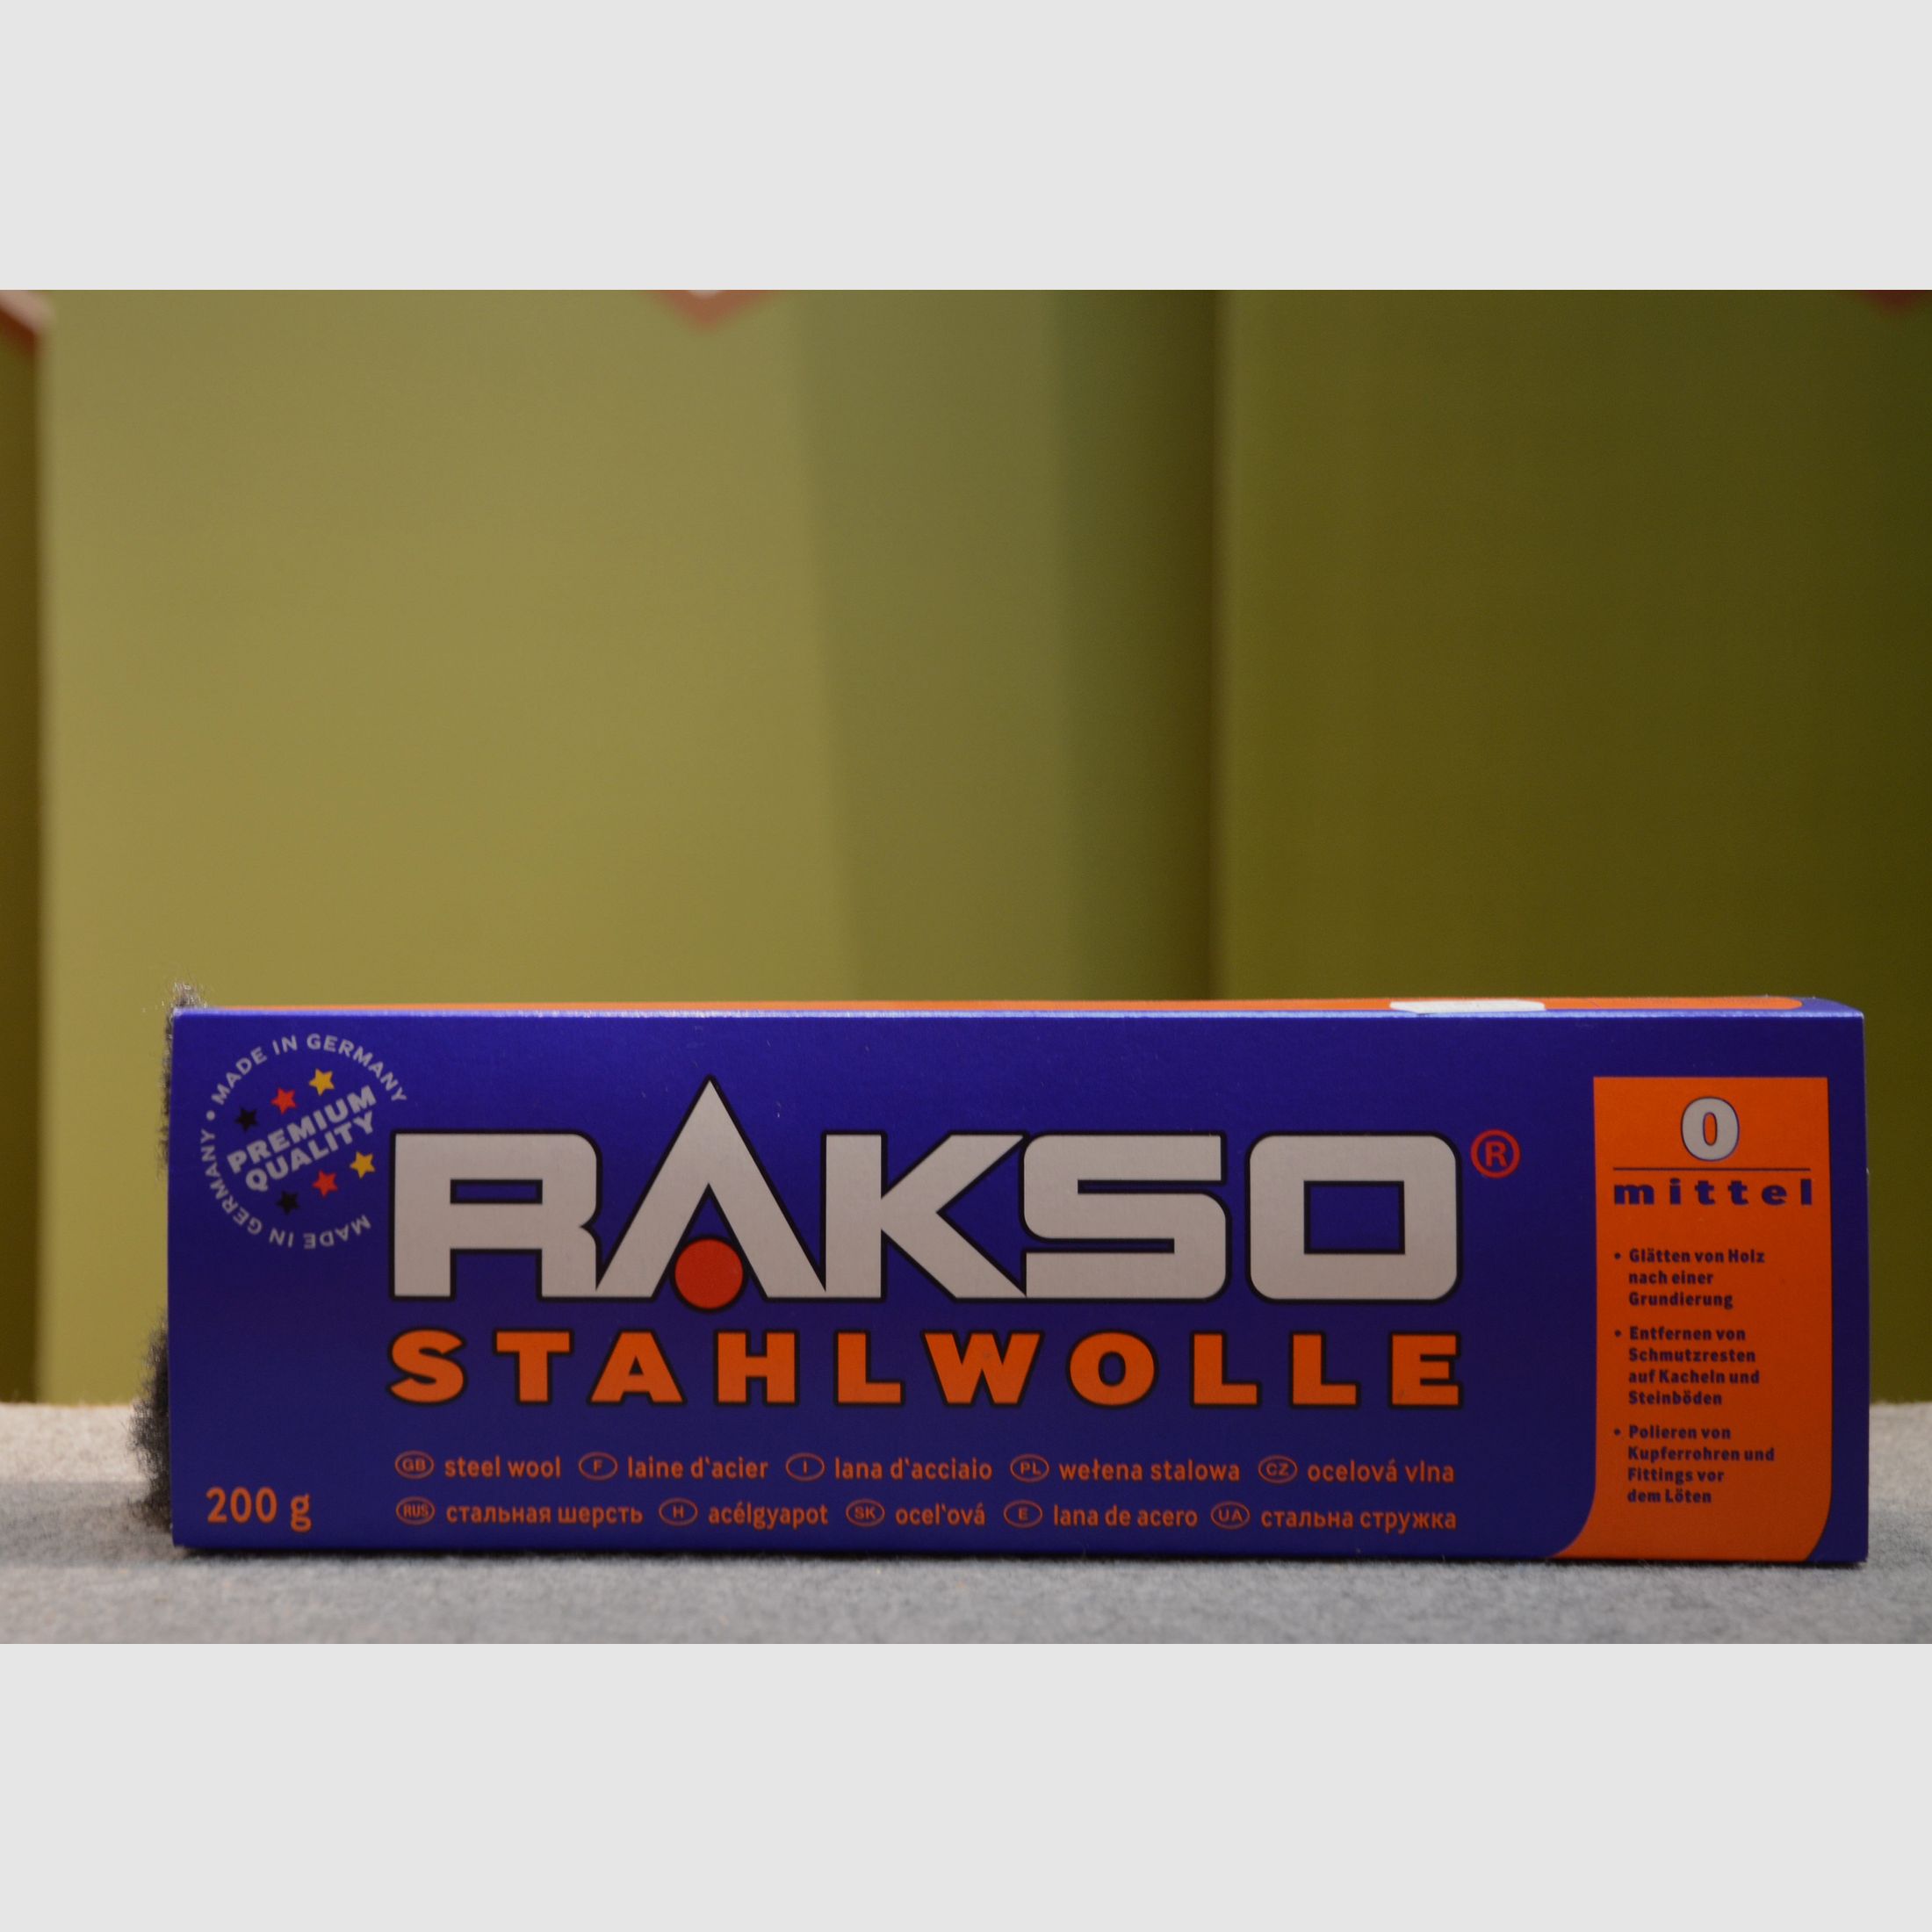 MADE IN GERMANY • MADE IN GERMANY
PREMIUM
QUALITY
RAKSO®
STAHLWOLLE
GB steel wool F laine d'acier I lana d'acciaio PL wełena stalowa CZ ocelová vlna
RUS стальная шерсть H acélgyapot SK ocel'ová E lana de acero UA стальна стружка
200 g
0
mittel
• Glätten von Holz
nach einer
Grundierung
• Entfernen von
Schmutzresten
auf Kacheln und
Steinböden
• Polieren von
Kupferrohren und
Fittings vor
dem Löten